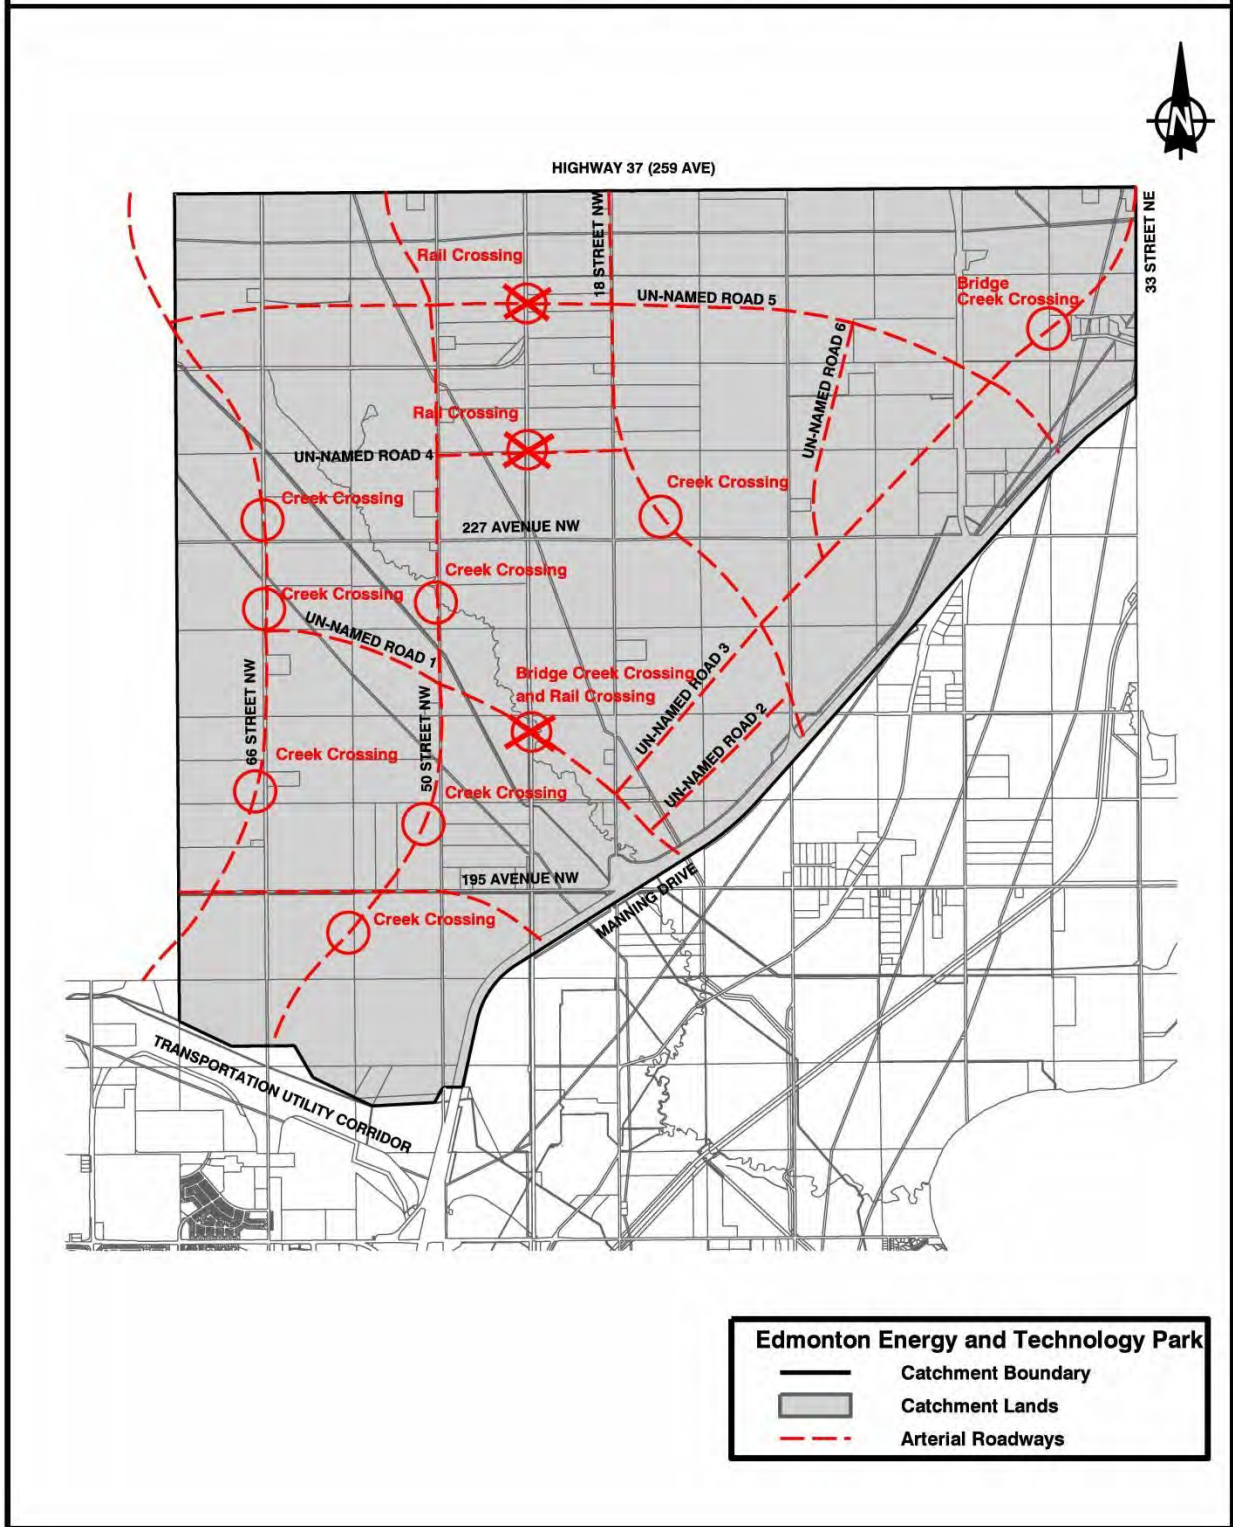 N
HIGHWAY 37 (259 AVE)
18 STREET NW
33 STREET NE
Rail Crossing
Bridge
Creek Crossing
UN-NAMED ROAD 5
UN-NAMED ROAD 6
Rail Crossing
UN-NAMED ROAD 4
Creek Crossing
Creek Crossing
227 AVENUE NW
Creek Crossing
Creek Crossing
UN-NAMED ROAD 1
Bridge Creek Crossing
and Rail Crossing
UN-NAMED ROAD 3
UN-NAMED ROAD 2
66 STREET NW
50 STREET NW
Creek Crossing
Creek Crossing
195 AVENUE NW
MANNING DRIVE
Creek Crossing
TRANSPORTATION UTILITY CORRIDOR
Edmonton Energy and Technology Park
Catchment Boundary
Catchment Lands
Arterial Roadways